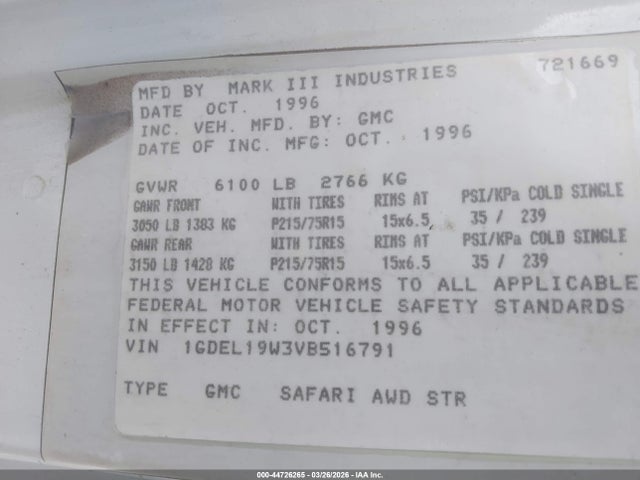 MFD BY MARK III INDUSTRIES 721669
DATE OCT. 1996
INC. VEH. MFD. BY: GMC
DATE OF INC. MFG: OCT. 1996
GVWR 6100 LB 2766 KG
GAWR FRONT WITH TIRES RIMS AT PSI/KPa COLD SINGLE
3050 LB 1383 KG P215/75R15 15x6.5 35 / 239
GAWR REAR WITH TIRES RIMS AT PSI/KPa COLD SINGLE
3150 LB 1428 KG P215/75R15 15x6.5 35 / 239
THIS VEHICLE CONFORMS TO ALL APPLICABLE
FEDERAL MOTOR VEHICLE SAFETY STANDARDS
IN EFFECT IN: OCT. 1996
VIN 1GDEL19W3VB516791
TYPE GMC SAFARI AWD STR
000-44726265 - 03/26/2026 - IAA Inc.